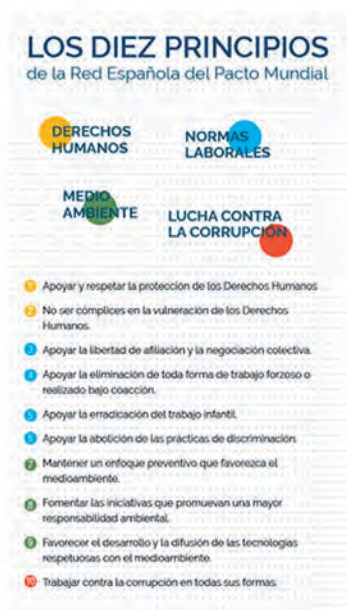 LOS DIEZ PRINCIPIOS
de la Red Española del Pacto Mundial
DERECHOS
HUMANOS
NORMAS
LABORALES
MEDIO
AMBIENTE
LUCHA CONTRA
LA CORRUPCIÓN
1 Apoyar y respetar la protección de los Derechos Humanos
2 No ser cómplices en la vulneración de los Derechos
Humanos.
3 Apoyar la libertad de afiliación y la negociación colectiva.
4 Apoyar la eliminación de toda forma de trabajo forzoso o
realizado bajo coacción.
5 Apoyar la erradicación del trabajo infantil.
6 Apoyar la abolición de las prácticas de discriminación.
7 Mantener un enfoque preventivo que favorezca el
medioambiente.
8 Fomentar las iniciativas que promuevan una mayor
responsabilidad ambiental.
9 Favorecer el desarrollo y la difusión de las tecnologías
respetuosas con el medioambiente.
10 Trabajar contra la corrupción en todas sus formas.